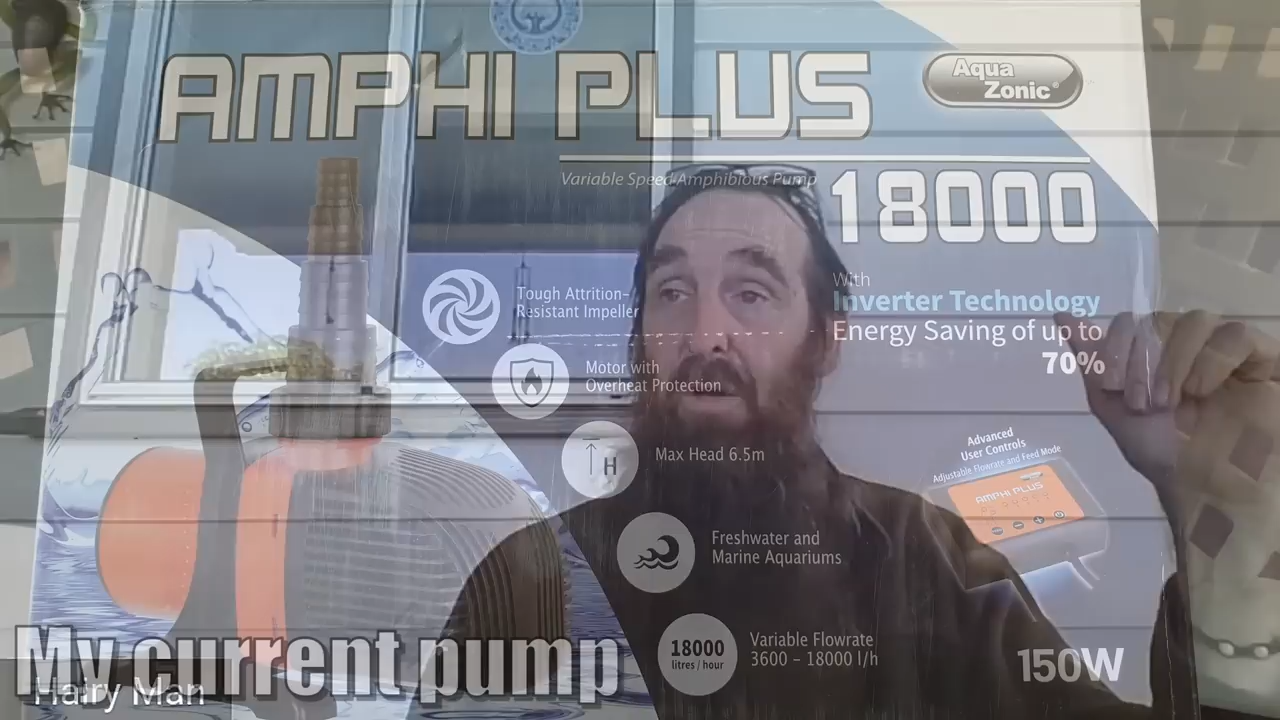 AMPHI PLUS
Aqua
Zonic®
Variable Speed Amphibious Pump
18000
With
Inverter Technology
Energy Saving of up to
70%
Tough Attrition-
Resistant Impeller
Motor with
Overheat Protection
H
Max Head 6.5m
Advanced
User Controls
Adjustable Flowrate and Feed Mode
AMPHI PLUS
Freshwater and
Marine Aquariums
18000
litres / hour
Variable Flowrate
3600 - 18000 l/h
150W
My current pump
Hairy Man